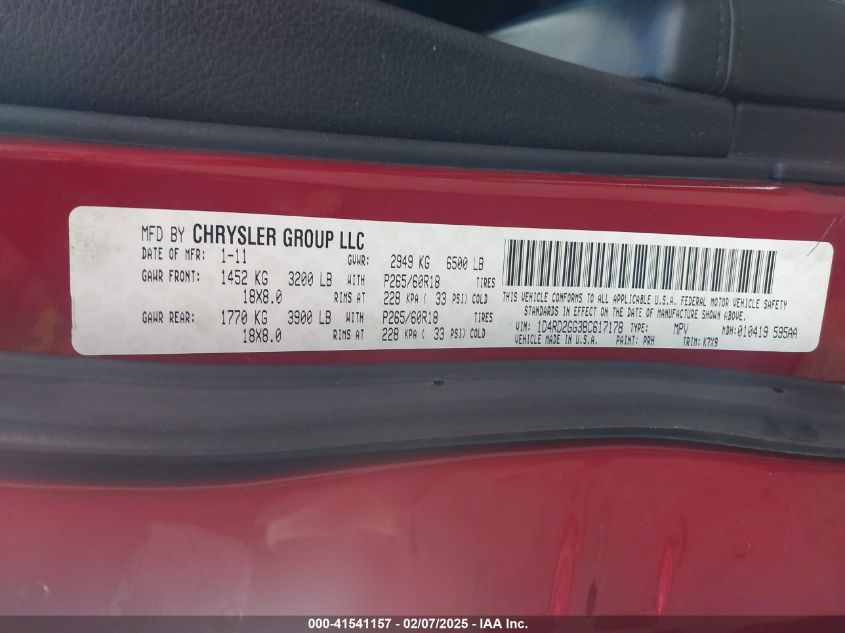 MFD BY CHRYSLER GROUP LLC
DATE OF MFR: 1-11 GVWR: 2949 KG 6500 LB
GAWR FRONT: 1452 KG 3200 LB WITH P265/60R18 TIRES
18X8.0 RIMS AT 228 KPA ( 33 PSI) COLD
GAWR REAR: 1770 KG 3900 LB WITH P265/60R18 TIRES
18X8.0 RIMS AT 228 KPA ( 33 PSI) COLD
THIS VEHICLE CONFORMS TO ALL APPLICABLE U.S.A. FEDERAL MOTOR VEHICLE SAFETY
STANDARDS IN EFFECT ON THE DATE OF MANUFACTURE SHOWN ABOVE.
VIN: 1D4RD2GG3BC617178 TYPE: MPV MDH: 010419 595AA
VEHICLE MADE IN U.S.A. PAINT: PRH TRIM: K7X9
000-41541157 - 02/07/2025 - IAA Inc.